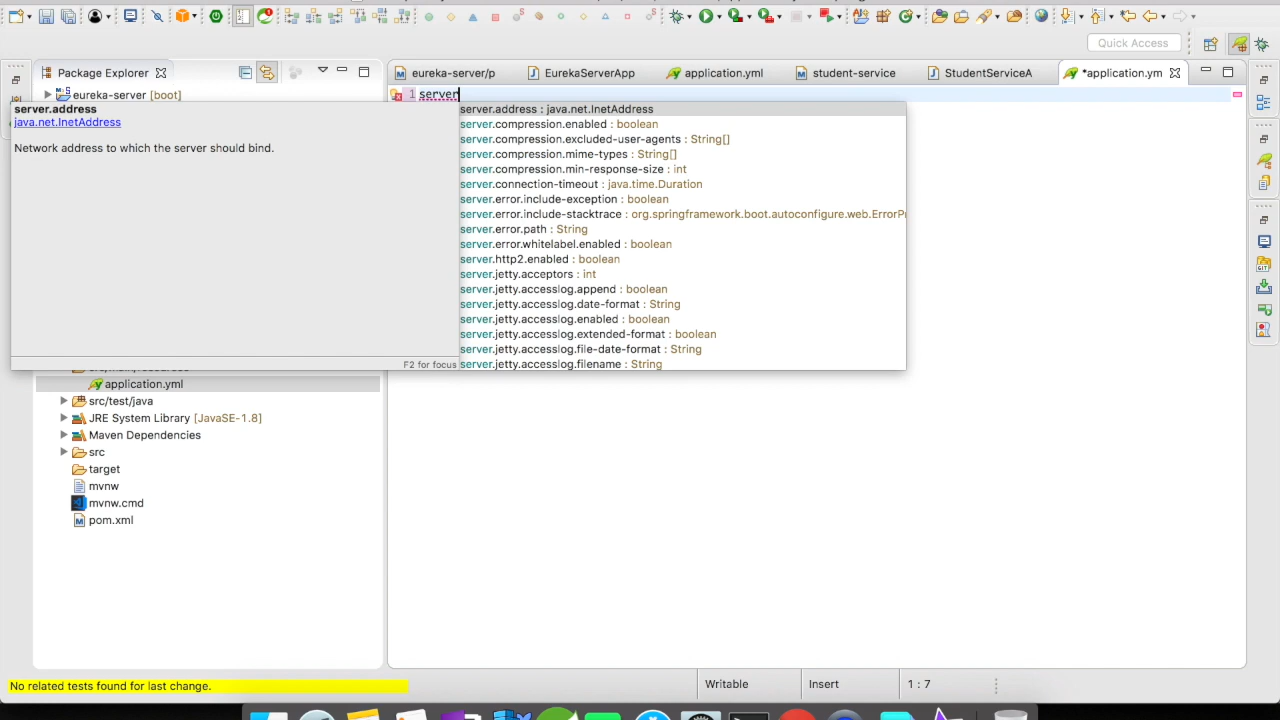 Quick Access
Package Explorer
eureka-server/p
EurekaServerApp
application.yml
student-service
StudentServiceA
*application.ym
eureka-server [boot]
1 server
server.address
java.net.InetAddress
Network address to which the server should bind.
F2 for focus
server.address : java.net.InetAddress
server.compression.enabled : boolean
server.compression.excluded-user-agents : String[]
server.compression.mime-types : String[]
server.compression.min-response-size : int
server.connection-timeout : java.time.Duration
server.error.include-exception : boolean
server.error.include-stacktrace : org.springframework.boot.autoconfigure.web.ErrorPr
server.error.path : String
server.error.whitelabel.enabled : boolean
server.http2.enabled : boolean
server.jetty.acceptors : int
server.jetty.accesslog.append : boolean
server.jetty.accesslog.date-format : String
server.jetty.accesslog.enabled : boolean
server.jetty.accesslog.extended-format : boolean
server.jetty.accesslog.file-date-format : String
server.jetty.accesslog.filename : String
application.yml
src/test/java
JRE System Library [JavaSE-1.8]
Maven Dependencies
src
target
mvnw
mvnw.cmd
pom.xml
No related tests found for last change.
Writable
Insert
1 : 7